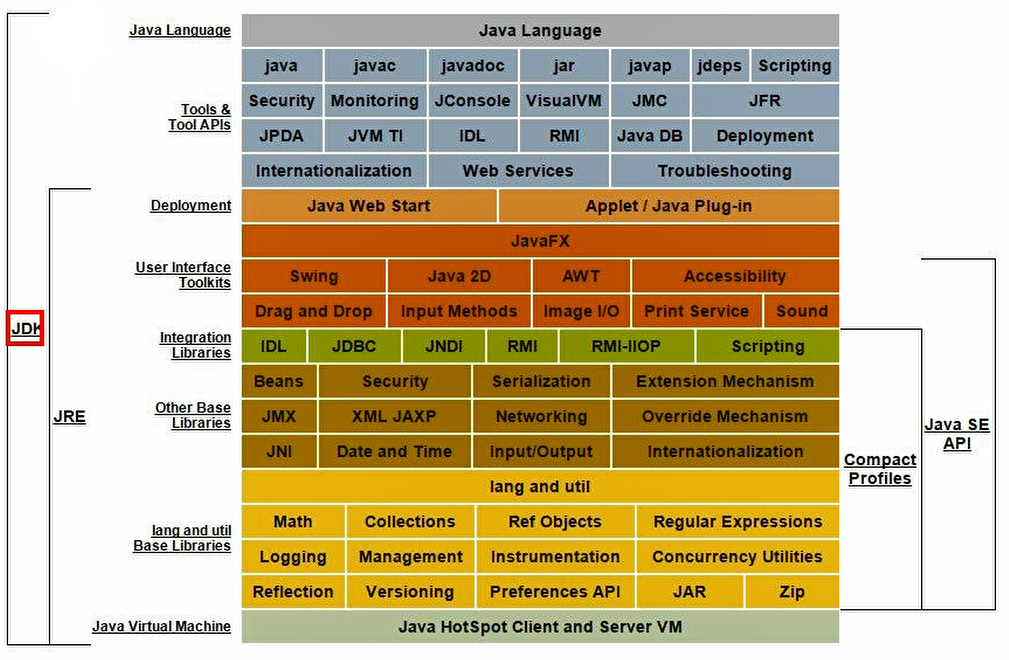 Java Language
Java Language
java javac javadoc jar javap jdeps Scripting
Security Monitoring JConsole VisualVM JMC JFR
Tools &
Tool APIs
JPDA JVM TI IDL RMI Java DB Deployment
Internationalization Web Services Troubleshooting
Deployment
Java Web Start Applet / Java Plug-in
JavaFX
User Interface
Toolkits
Swing Java 2D AWT Accessibility
Drag and Drop Input Methods Image I/O Print Service Sound
JDK
Integration
Libraries
IDL JDBC JNDI RMI RMI-IIOP Scripting
Beans Security Serialization Extension Mechanism
JRE
Other Base
Libraries
JMX XML JAXP Networking Override Mechanism
Java SE
API
JNI Date and Time Input/Output Internationalization
Compact
Profiles
lang and util
Math Collections Ref Objects Regular Expressions
lang and util
Base Libraries
Logging Management Instrumentation Concurrency Utilities
Reflection Versioning Preferences API JAR Zip
Java Virtual Machine
Java HotSpot Client and Server VM